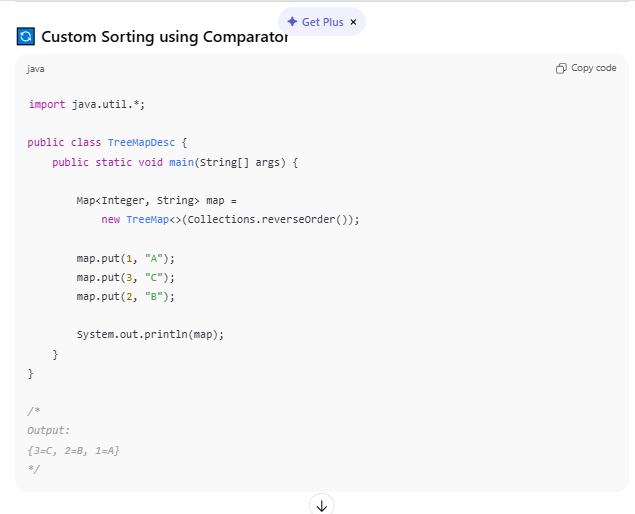 Get Plus ×
Custom Sorting using Comparator
java
Copy code
import java.util.*;
public class TreeMapDesc {
    public static void main(String[] args) {
        Map<Integer, String> map =
            new TreeMap<>(Collections.reverseOrder());
        map.put(1, "A");
        map.put(3, "C");
        map.put(2, "B");
        System.out.println(map);
    }
}
/*
Output:
{3=C, 2=B, 1=A}
*/